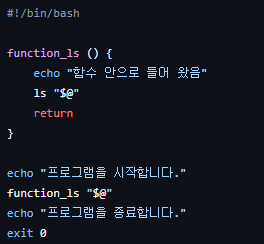 #!/bin/bash
function_ls () {
echo "함수 안으로 들어 왔음"
ls "$@"
return
}
echo "프로그램을 시작합니다."
function_ls "$@"
echo "프로그램을 종료합니다."
exit 0